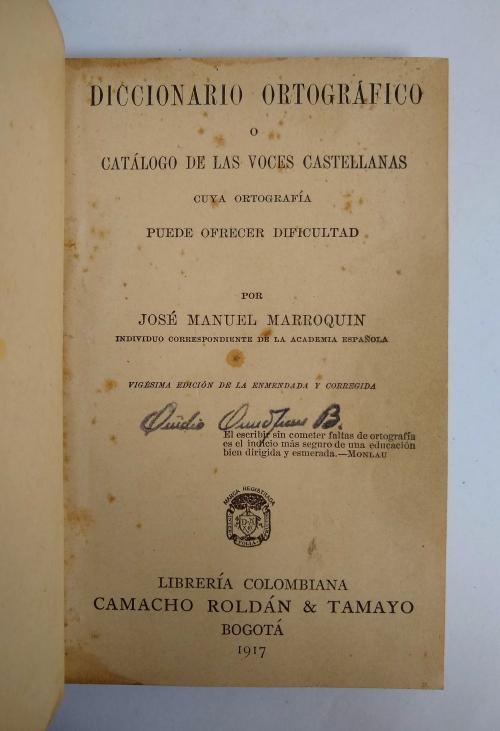 DICCIONARIO ORTOGRÁFICO
O
CATÁLOGO DE LAS VOCES CASTELLANAS
CUYA ORTOGRAFÍA
PUEDE OFRECER DIFICULTAD
POR
JOSÉ MANUEL MARROQUIN
INDIVIDUO CORRESPONDIENTE DE LA ACADEMIA ESPAÑOLA
VIGÉSIMA EDICIÓN DE LA ENMENDADA Y CORREGIDA
B.
El escribir sin cometer faltas de ortografía
es el indicio más seguro de una educación
bien dirigida y esmerada.—MONLAU
MARCA REGISTRADA
LIBRERÍA COLOMBIANA
CAMACHO ROLDÁN & TAMAYO
BOGOTÁ
1917